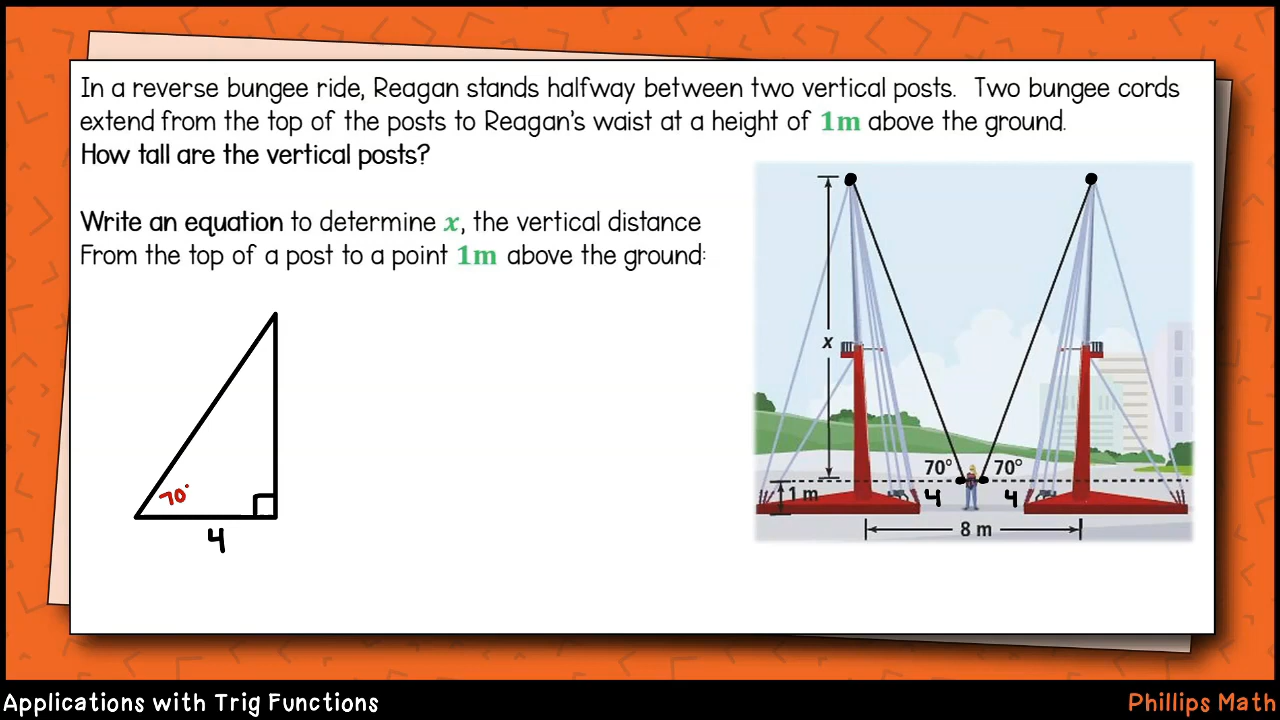 In a reverse bungee ride, Reagan stands halfway between two vertical posts. Two bungee cords
extend from the top of the posts to Reagan's waist at a height of 1m above the ground.
How tall are the vertical posts?
Write an equation to determine x, the vertical distance
From the top of a post to a point 1m above the ground:
70°
4
x
70° 70°
1 m 4 4
8 m
Applications with Trig Functions
Phillips Math